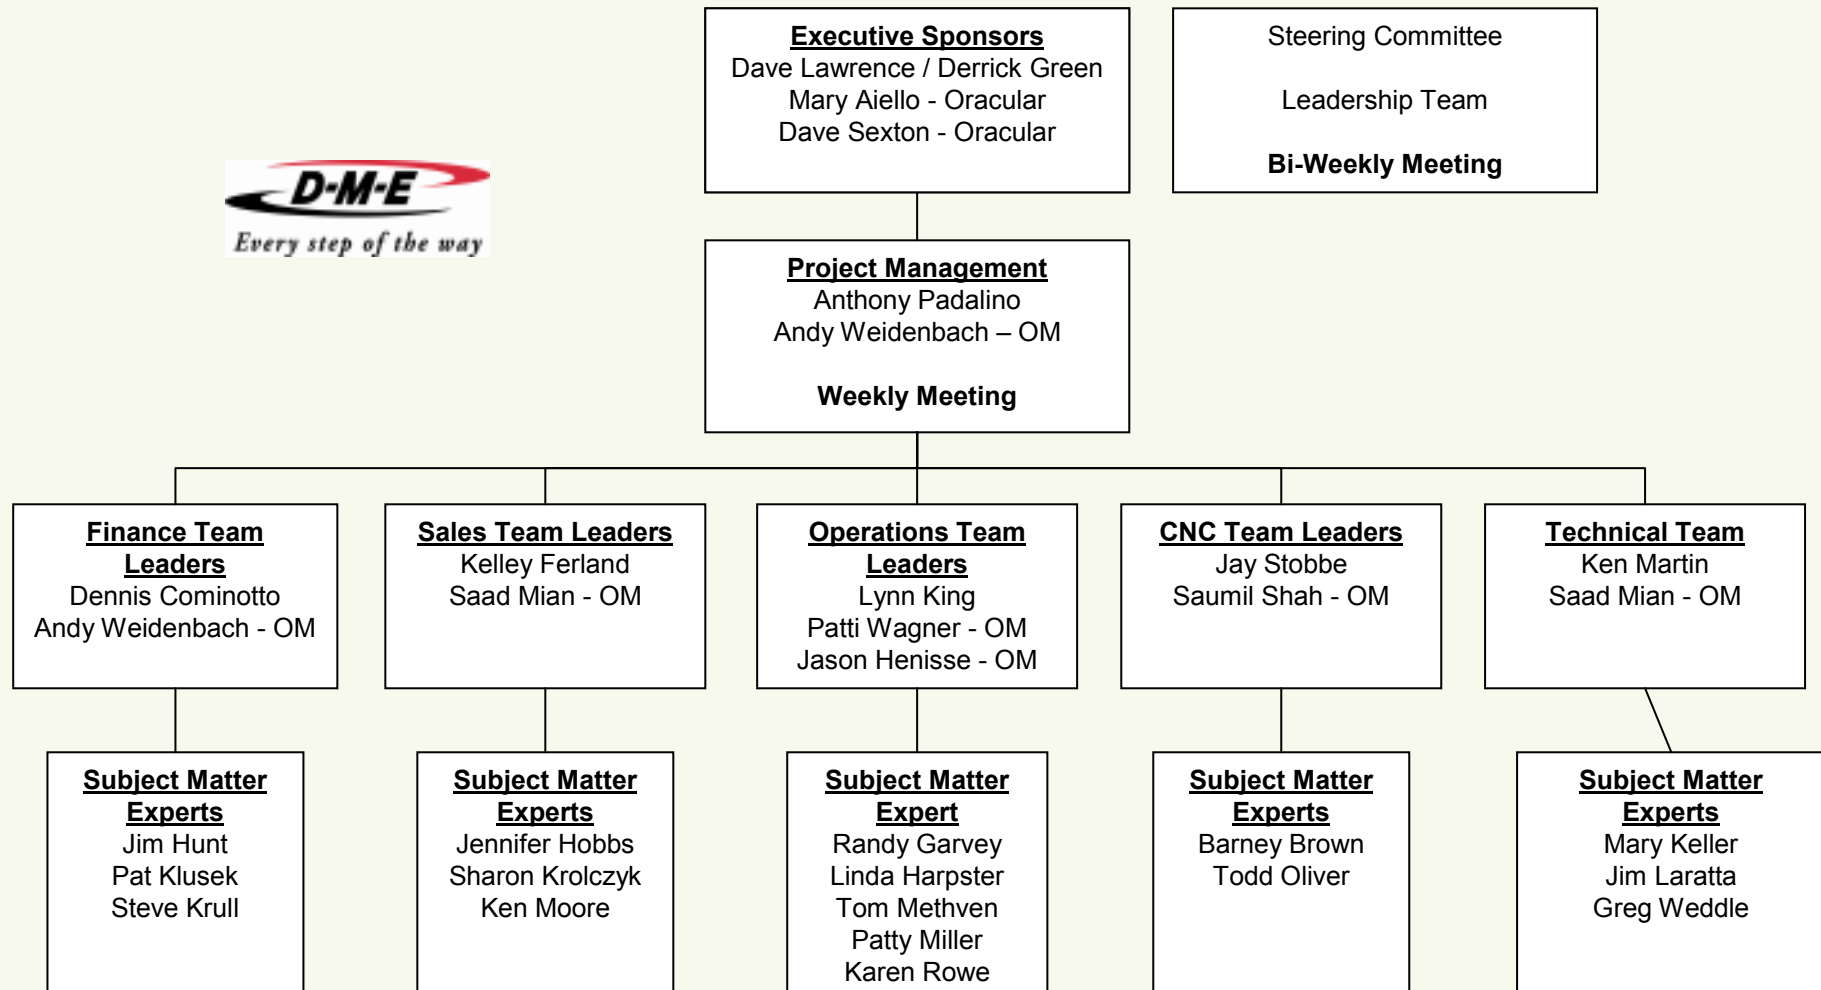 Executive Sponsors
Dave Lawrence / Derrick Green
Mary Aiello - Oracular
Dave Sexton - Oracular
Steering Committee
Leadership Team
Bi-Weekly Meeting
D-M-E
Every step of the way
Project Management
Anthony Padalino
Andy Weidenbach – OM
Weekly Meeting
Finance Team
Leaders
Dennis Cominotto
Andy Weidenbach - OM
Sales Team Leaders
Kelley Ferland
Saad Mian - OM
Operations Team
Leaders
Lynn King
Patti Wagner - OM
Jason Henisse - OM
CNC Team Leaders
Jay Stobbe
Saumil Shah - OM
Technical Team
Ken Martin
Saad Mian - OM
Subject Matter
Experts
Jim Hunt
Pat Klusek
Steve Krull
Subject Matter
Experts
Jennifer Hobbs
Sharon Krolczyk
Ken Moore
Subject Matter
Expert
Randy Garvey
Linda Harpster
Tom Methven
Patty Miller
Karen Rowe
Subject Matter
Experts
Barney Brown
Todd Oliver
Subject Matter
Experts
Mary Keller
Jim Laratta
Greg Weddle